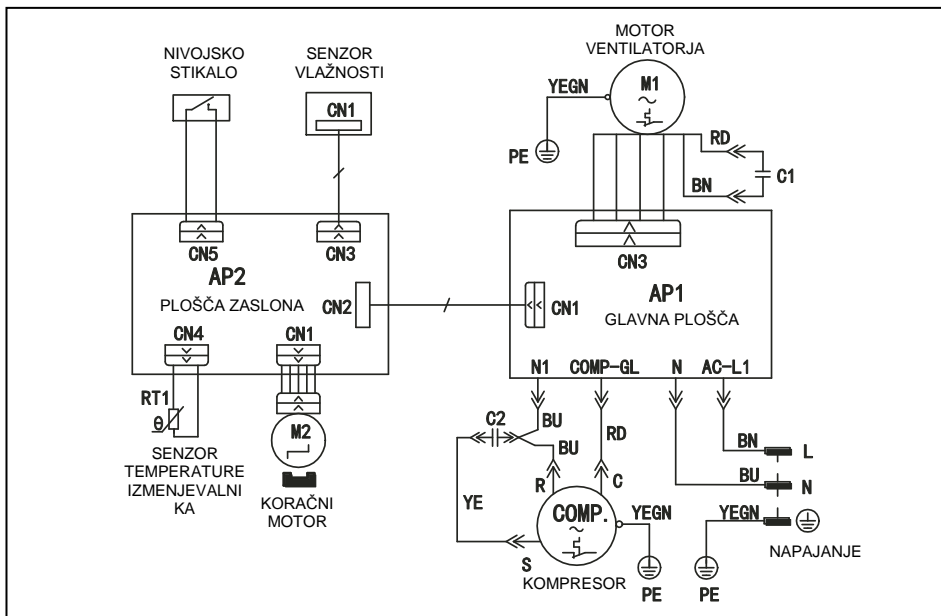 NIVOJSKO
STIKALO
SENZOR
VLAŽNOSTI
CN1
MOTOR
VENTILATORJA
M1
YEGN
PE
RD
BN
C1
CN5
CN3
AP2
PLOŠČA ZASLONA
CN2
CN4
CN1
CN3
CN1
AP1
GLAVNA PLOŠČA
N1
COMP-GL
N
AC-L1
RT1
θ
SENZOR
TEMPERATURE
IZMENJEVALNI
KA
M2
KORAČNI
MOTOR
C2
BU
BU
RD
YE
R
C
S
COMP.
KOMPRESOR
YEGN
PE
BN
L
BU
N
YEGN
PE
NAPAJANJE